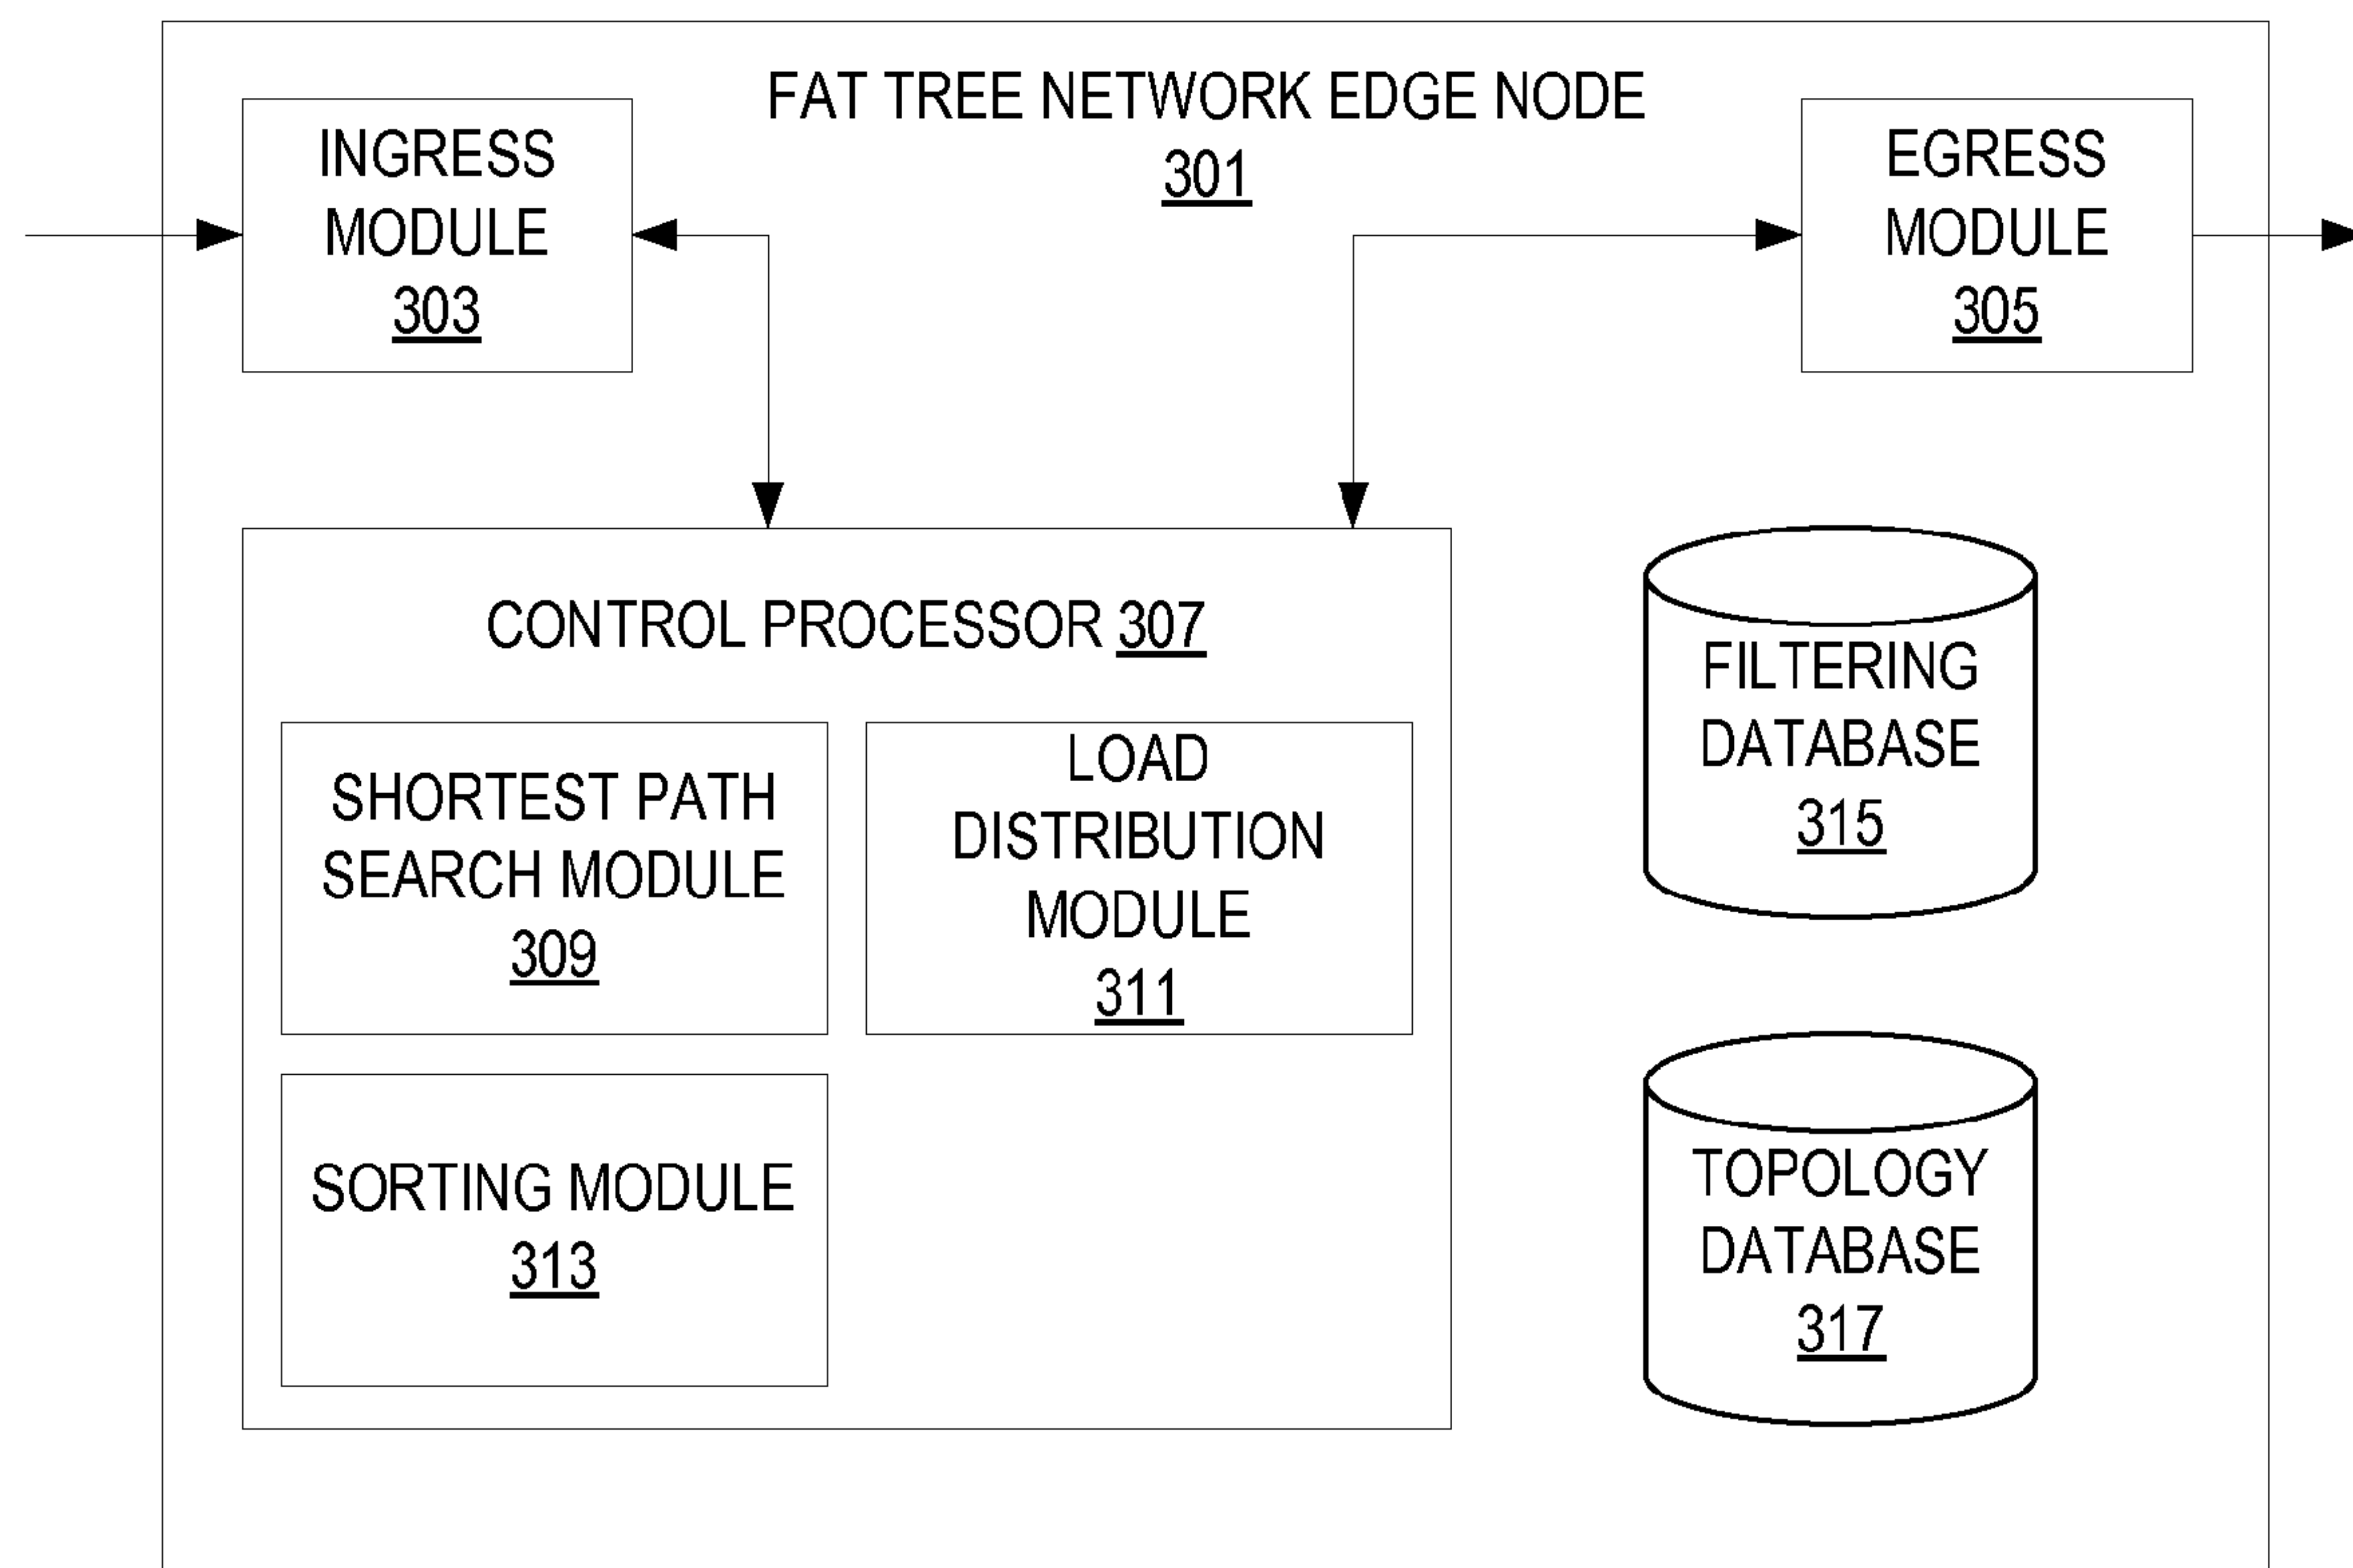 FAT TREE NETWORK EDGE NODE
301
INGRESS
MODULE
303
EGRESS
MODULE
305
CONTROL PROCESSOR 307
SHORTEST PATH
SEARCH MODULE
309
LOAD
DISTRIBUTION
MODULE
311
SORTING MODULE
313
FILTERING
DATABASE
315
TOPOLOGY
DATABASE
317